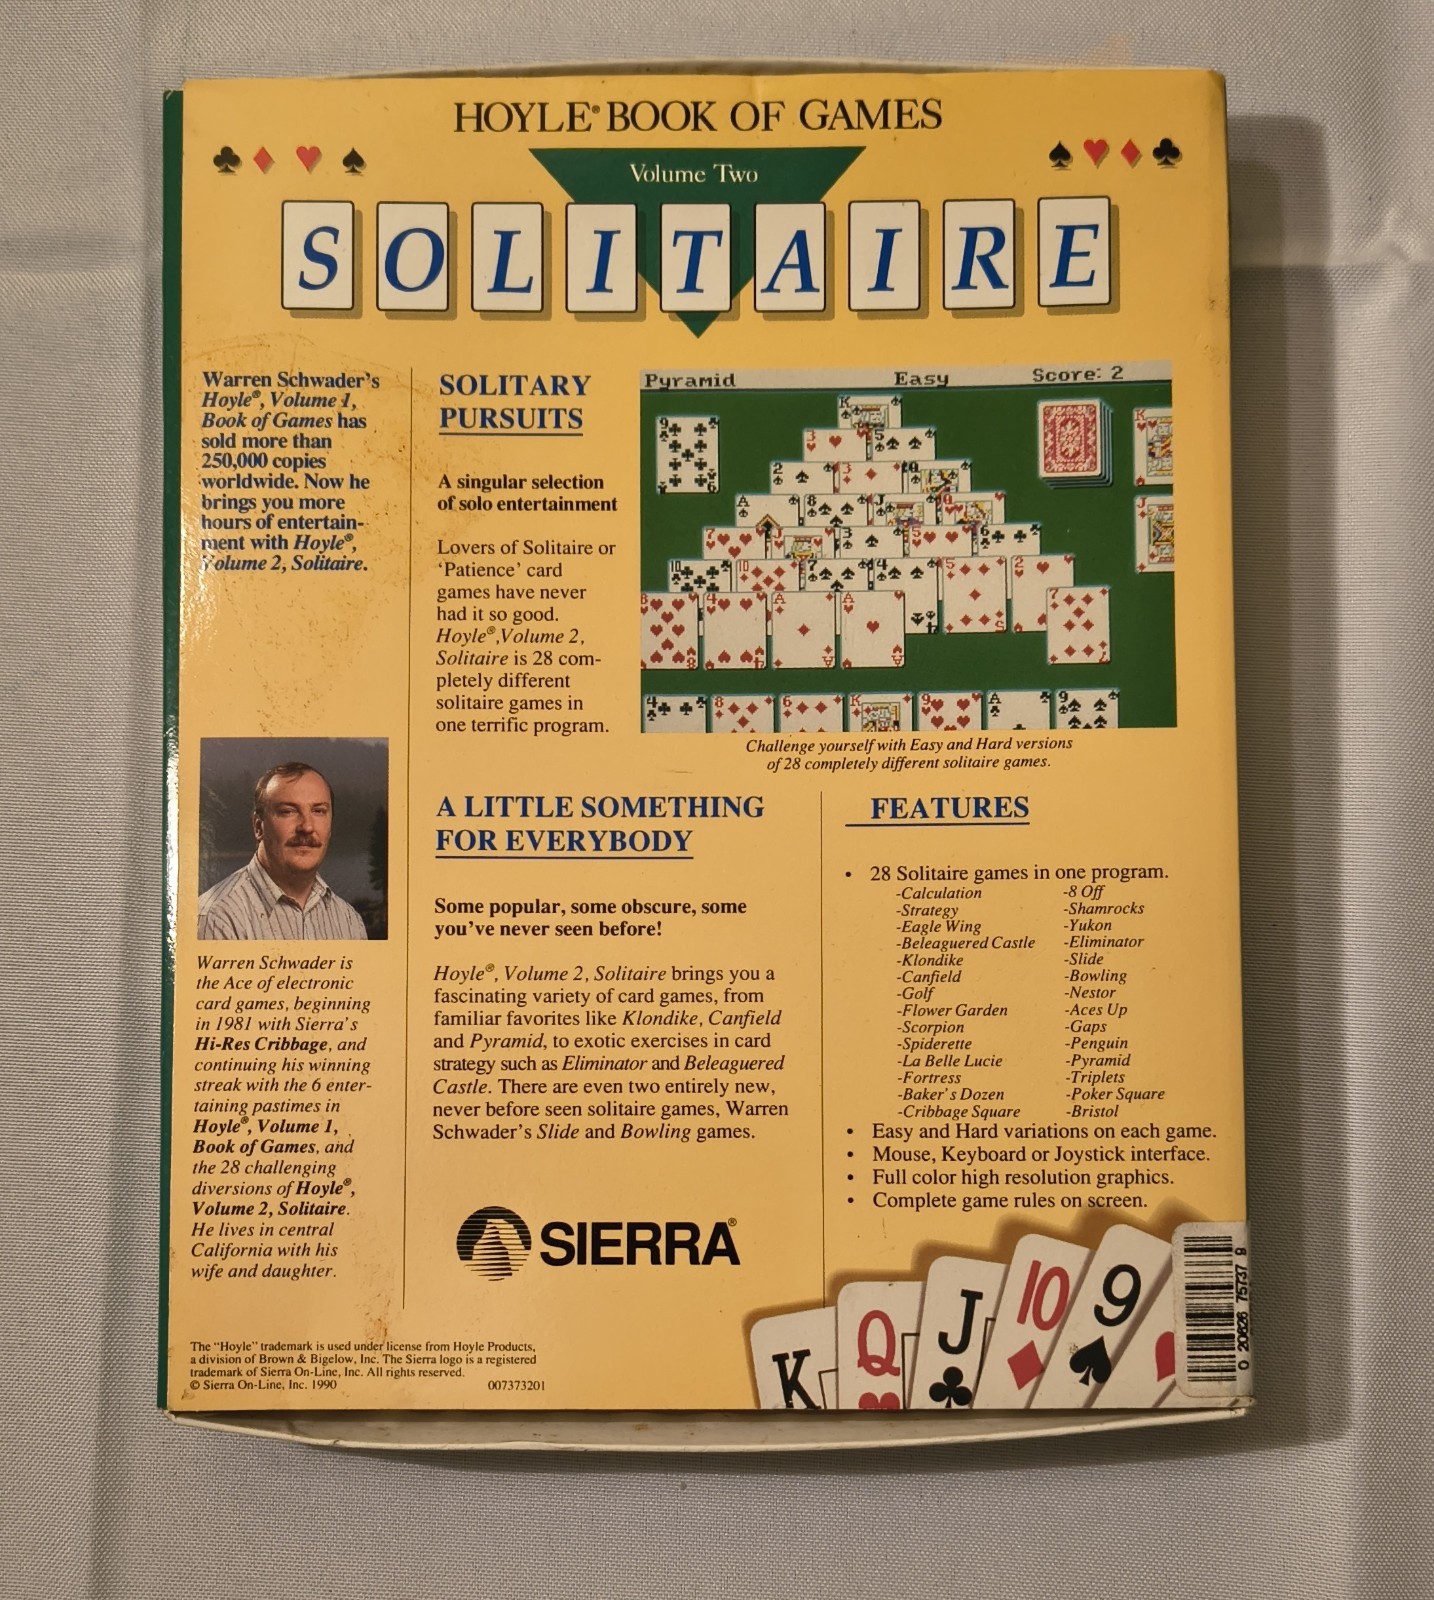 HOYLE® BOOK OF GAMES
Volume Two
SOLITAIRE
Warren Schwader's
Hoyle®, Volume 1,
Book of Games has
sold more than
250,000 copies
worldwide. Now he
brings you more
hours of entertain-
ment with Hoyle®,
Volume 2, Solitaire.
Warren Schwader is
the Ace of electronic
card games, beginning
in 1981 with Sierra's
Hi-Res Cribbage, and
continuing his winning
streak with the 6 enter-
taining pastimes in
Hoyle®, Volume 1,
Book of Games, and
the 28 challenging
diversions of Hoyle®,
Volume 2, Solitaire.
He lives in central
California with his
wife and daughter.
SOLITARY
PURSUITS
A singular selection
of solo entertainment
Lovers of Solitaire or
'Patience' card
games have never
had it so good.
Hoyle®,Volume 2,
Solitaire is 28 com-
pletely different
solitaire games in
one terrific program.
Pyramid Easy Score: 2
Challenge yourself with Easy and Hard versions
of 28 completely different solitaire games.
A LITTLE SOMETHING
FOR EVERYBODY
Some popular, some obscure, some
you've never seen before!
Hoyle®, Volume 2, Solitaire brings you a
fascinating variety of card games, from
familiar favorites like Klondike, Canfield
and Pyramid, to exotic exercises in card
strategy such as Eliminator and Beleaguered
Castle. There are even two entirely new,
never before seen solitaire games, Warren
Schwader's Slide and Bowling games.
SIERRA®
FEATURES
• 28 Solitaire games in one program.
-Calculation
-Strategy
-Eagle Wing
-Beleaguered Castle
-Klondike
-Canfield
-Golf
-Flower Garden
-Scorpion
-Spiderette
-La Belle Lucie
-Fortress
-Baker's Dozen
-Cribbage Square
-8 Off
-Shamrocks
-Yukon
-Eliminator
-Slide
-Bowling
-Nestor
-Aces Up
-Gaps
-Penguin
-Pyramid
-Triplets
-Poker Square
-Bristol
• Easy and Hard variations on each game.
• Mouse, Keyboard or Joystick interface.
• Full color high resolution graphics.
• Complete game rules on screen.
K Q J 10 9
0 20626 75737 9
The "Hoyle" trademark is used under license from Hoyle Products,
a division of Brown & Bigelow, Inc. The Sierra logo is a registered
trademark of Sierra On-Line, Inc. All rights reserved.
© Sierra On-Line, Inc. 1990 007373201